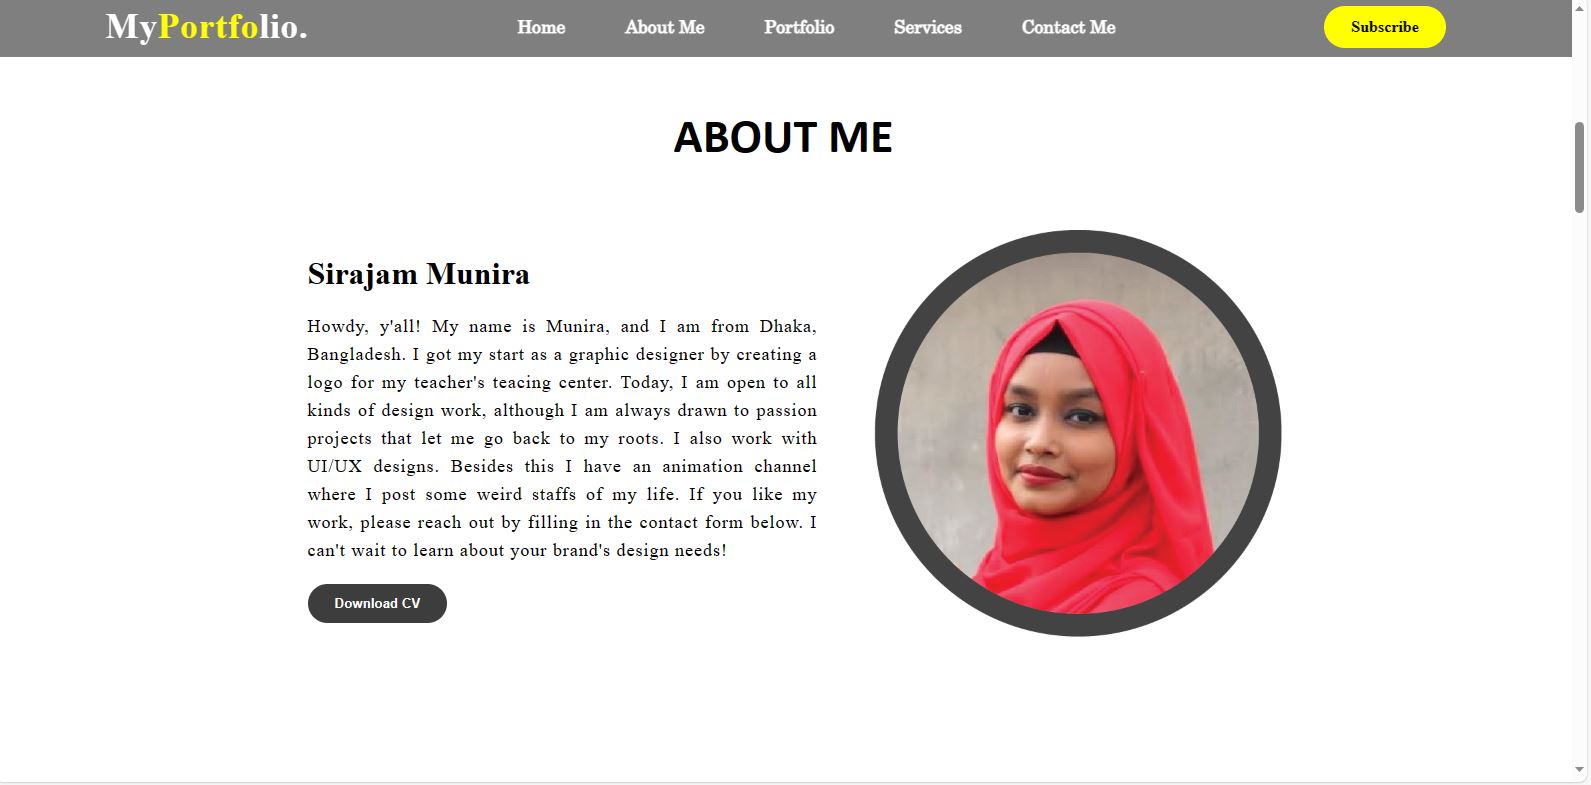 MyPortfolio.
Home
About Me
Portfolio
Services
Contact Me
Subscribe
ABOUT ME
Sirajam Munira
Howdy, y'all! My name is Munira, and I am from Dhaka,
Bangladesh. I got my start as a graphic designer by creating a
logo for my teacher's teacing center. Today, I am open to all
kinds of design work, although I am always drawn to passion
projects that let me go back to my roots. I also work with
UI/UX designs. Besides this I have an animation channel
where I post some weird staffs of my life. If you like my
work, please reach out by filling in the contact form below. I
can't wait to learn about your brand's design needs!
Download CV